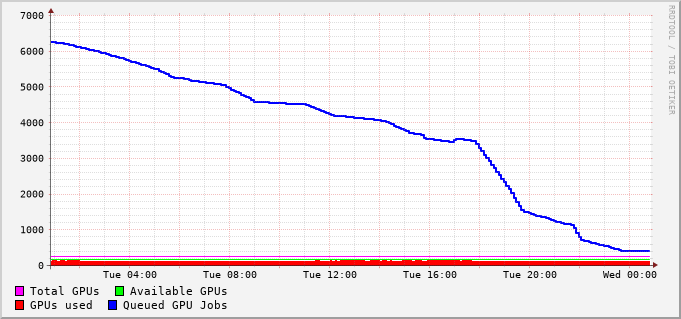 7000
6000
5000
4000
3000
2000
1000
0
Tue 04:00 Tue 08:00 Tue 12:00 Tue 16:00 Tue 20:00 Wed 00:00
Total GPUs Available GPUs
GPUs used Queued GPU Jobs
RRDTOOL / TOBI OETIKER